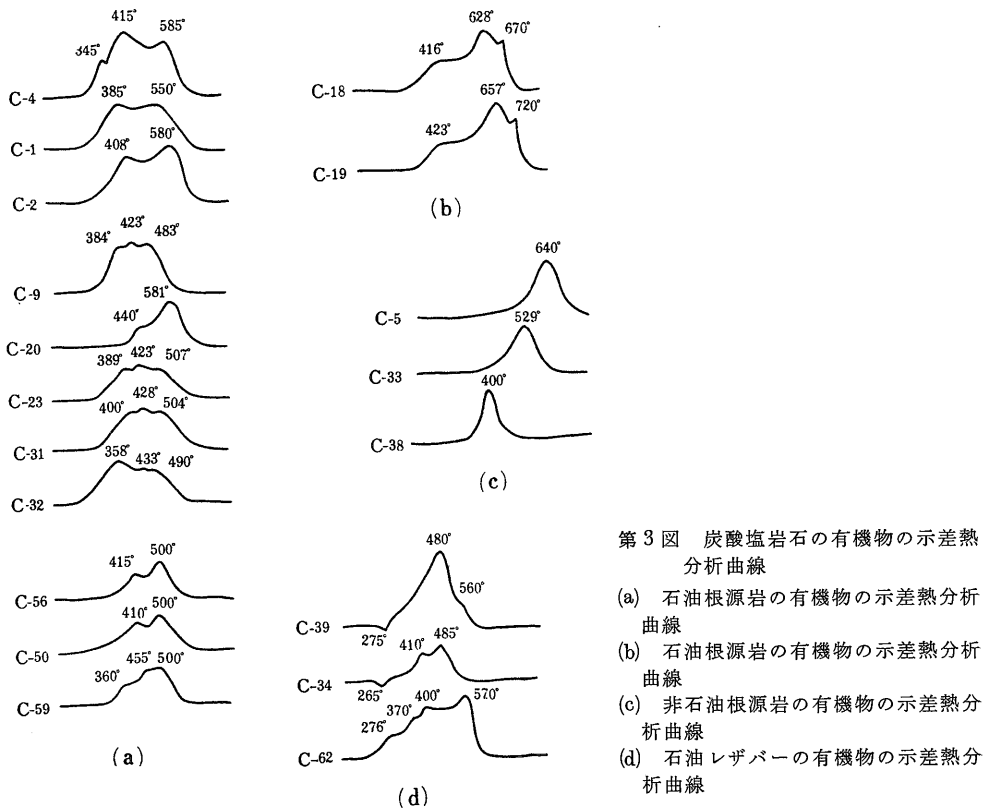 345° 415° 585°
C-4
385° 550°
C-1
408° 580°
C-2
384° 423° 483°
C-9
440° 581°
C-20
389° 423° 507°
C-23
400° 428° 504°
C-31
358° 433° 490°
C-32
415° 500°
C-56
410° 500°
C-50
360° 455° 500°
C-59
(a)
416° 628° 670°
C-18
423° 657° 720°
C-19
(b)
640°
C-5
529°
C-33
400°
C-38
(c)
480°
560°
C-39
275°
410° 485°
C-34
265°
276° 370° 400° 570°
C-62
(d)
第3図 炭酸塩岩石の有機物の示差熱
分析曲線
(a) 石油根源岩の有機物の示差熱分析
曲線
(b) 石油根源岩の有機物の示差熱分析
曲線
(c) 非石油根源岩の有機物の示差熱分
析曲線
(d) 石油レザバーの有機物の示差熱分
析曲線